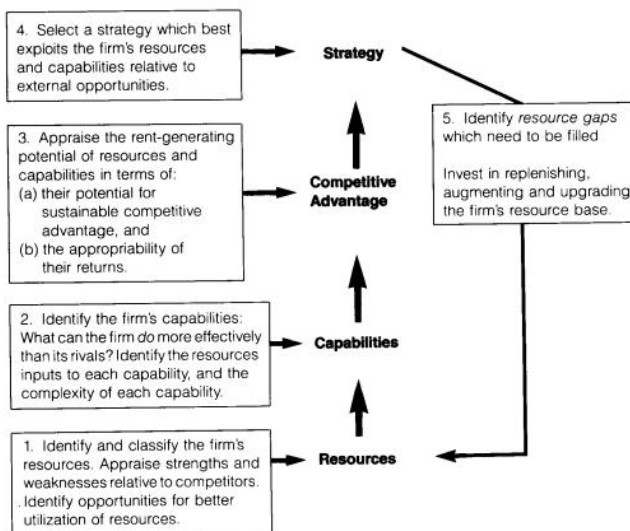 4. Select a strategy which best
exploits the firm's resources
and capabilities relative to
external opportunities.
Strategy
5. Identify resource gaps
which need to be filled
Invest in replenishing,
augmenting and upgrading
the firm's resource base.
3. Appraise the rent-generating
potential of resources and
capabilities in terms of:
(a) their potential for
sustainable competitive
advantage, and
(b) the appropriability of
their returns.
Competitive
Advantage
2. Identify the firm's capabilities:
What can the firm do more effectively
than its rivals? Identify the resources
inputs to each capability, and the
complexity of each capability.
Capabilities
1. Identify and classify the firm's
resources. Appraise strengths and
weaknesses relative to competitors.
Identify opportunities for better
utilization of resources.
Resources